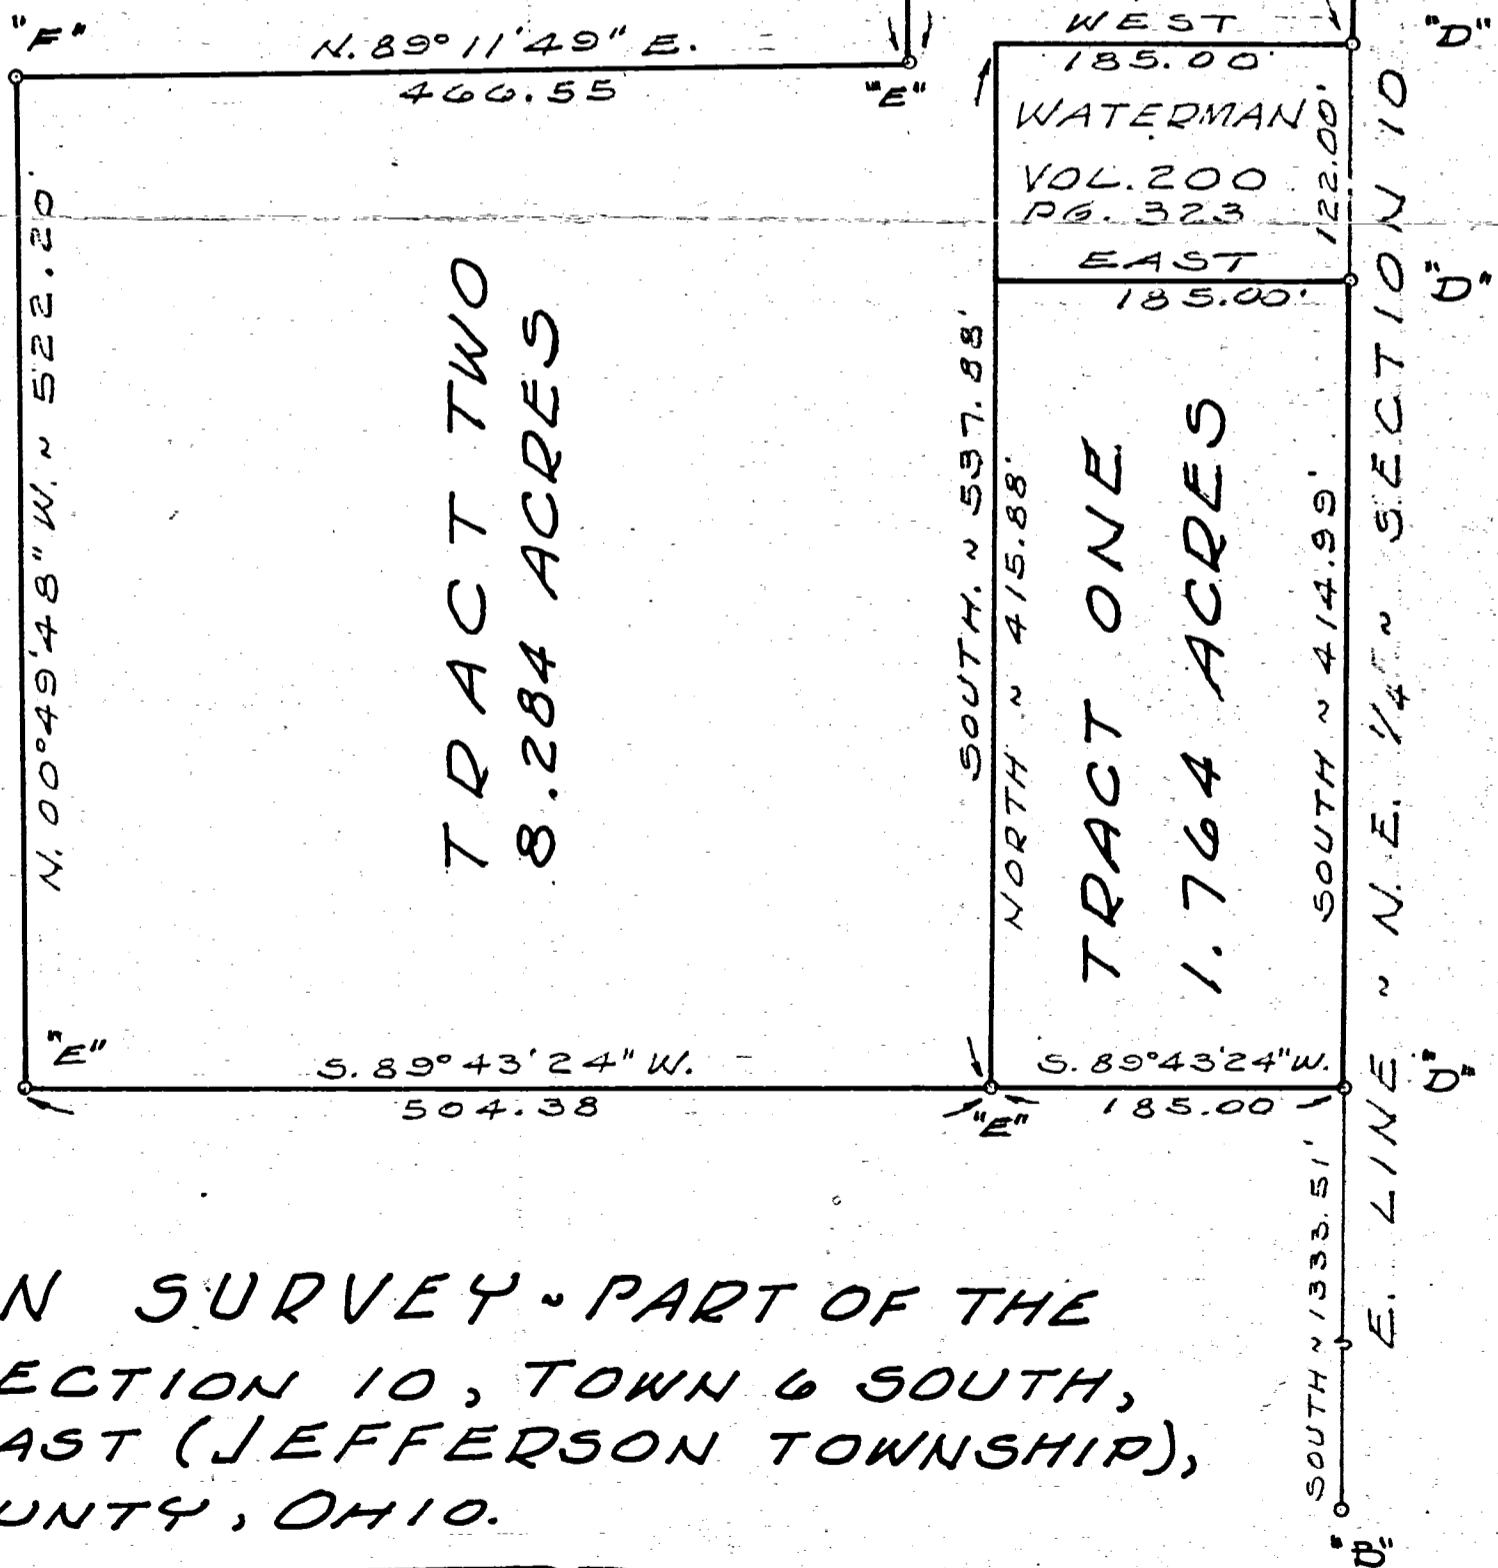 "F"
N. 89° 11' 49" E.
466.55
"E"
WEST
185.00'
"D"
WATERMAN
VOL. 200
PG. 323
122.00'
EAST
185.00'
"D"
N. 00° 49' 48" W. ~ 522.20'
TRACT TWO
8.284 ACRES
SOUTH. ~ 537.88'
NORTH ~ 415.88'
TRACT ONE
1.764 ACRES
SOUTH ~ 414.99'
E. LINE ~ N.E. 1/4 ~ SECTION 10
"E"
S. 89° 43' 24" W.
504.38
"E"
S. 89° 43' 24" W.
185.00
"D"
SOUTH ~ 1333.51'
"B"
N SURVEY ~ PART OF THE
ECTION 10, TOWN 6 SOUTH,
AST (JEFFERSON TOWNSHIP),
UNTY, OHIO.